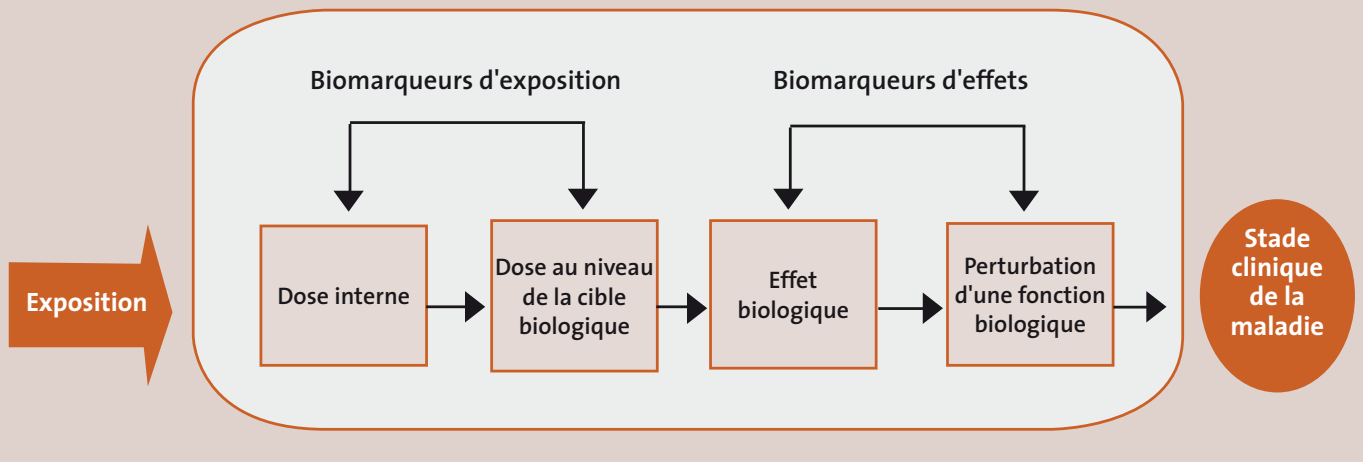 Biomarqueurs d'exposition
Biomarqueurs d'effets
Exposition
Dose interne
Dose au niveau
de la cible
biologique
Effet
biologique
Perturbation
d'une fonction
biologique
Stade
clinique
de la
maladie